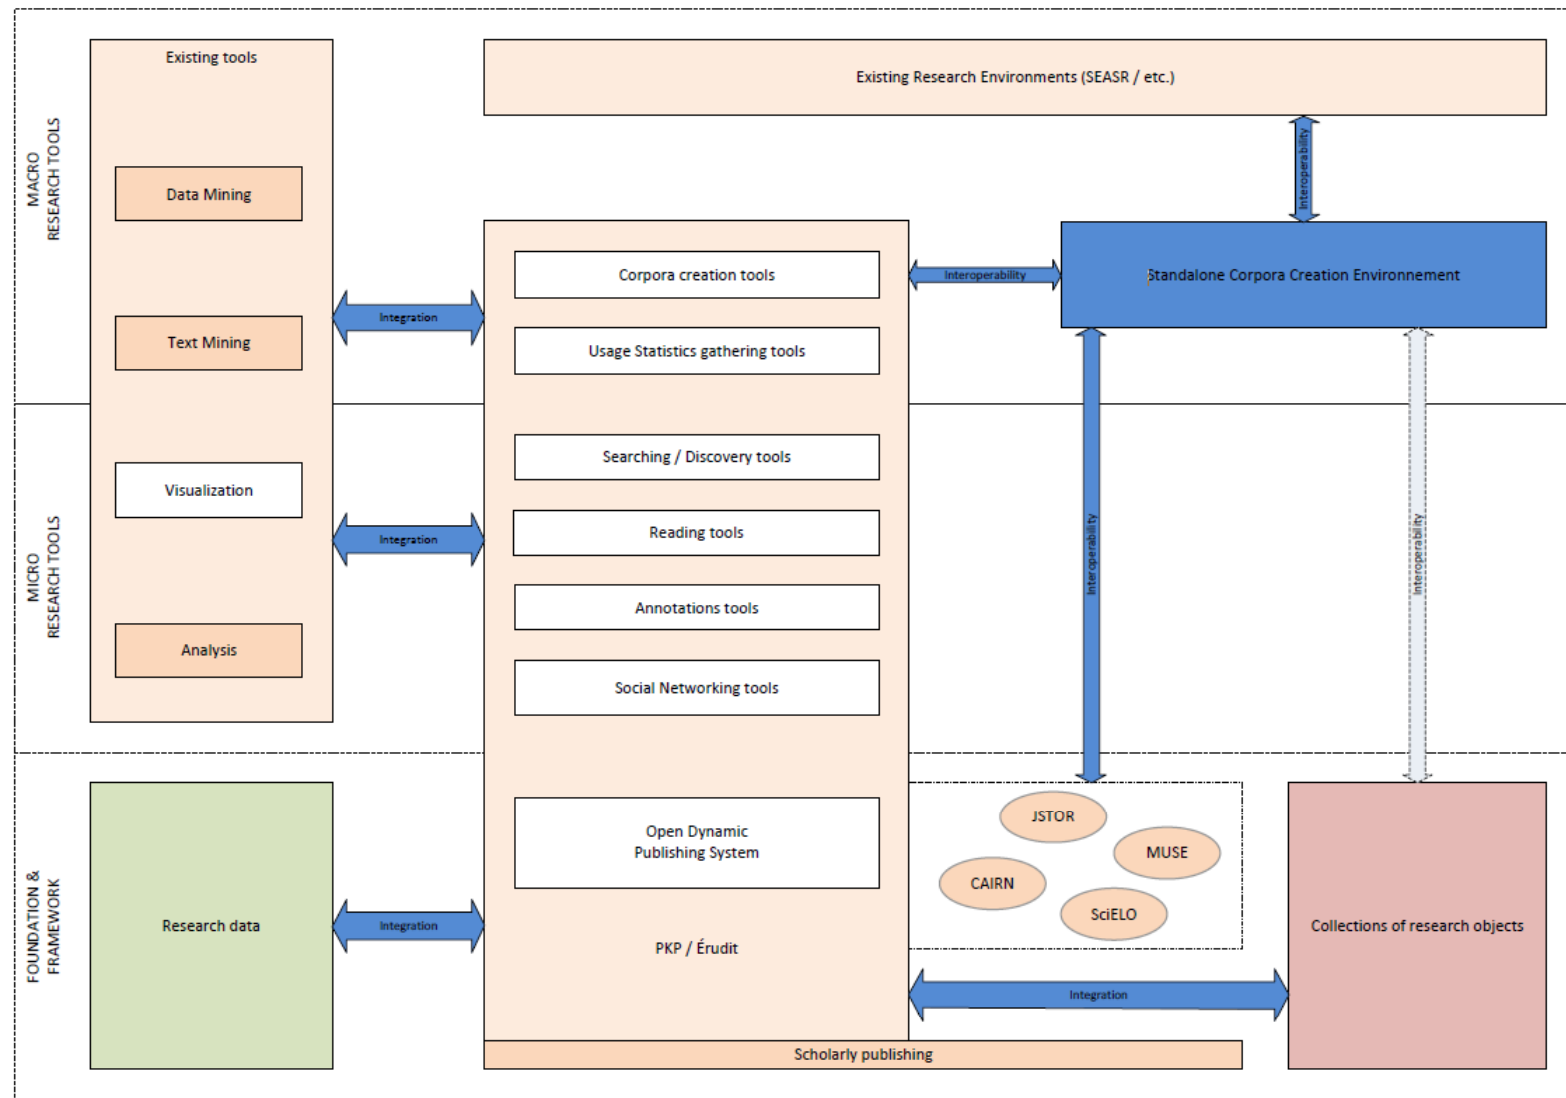 MACRO
RESEARCH TOOLS
Existing tools
Data Mining
Text Mining
Existing Research Environments (SEASR / etc.)
Interoperability
Corpora creation tools
Interoperability
Standalone Corpora Creation Environnement
Integration
Usage Statistics gathering tools
MICRO
RESEARCH TOOLS
Visualization
Analysis
Integration
Searching / Discovery tools
Reading tools
Annotations tools
Social Networking tools
Interoperability
Interoperability
FOUNDATION &
FRAMEWORK
Research data
Integration
Open Dynamic
Publishing System
PKP / Érudit
JSTOR
MUSE
CAIRN
SciELO
Collections of research objects
Integration
Scholarly publishing